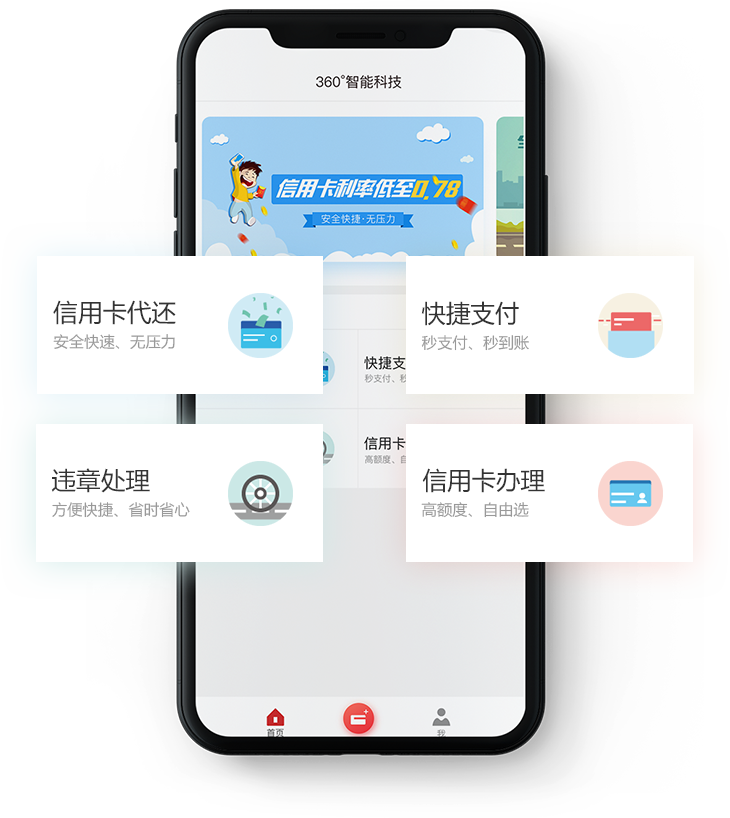 360°智能科技
信用卡利率低至0.78
安全快捷·无压力
信用卡代还
安全快速、无压力
快捷支付
秒支付、秒到账
快捷支
秒支付、秒
违章处理
方便快捷、省时省心
信用卡办理
高额度、自由选
信用卡
高额度、自
首页
我